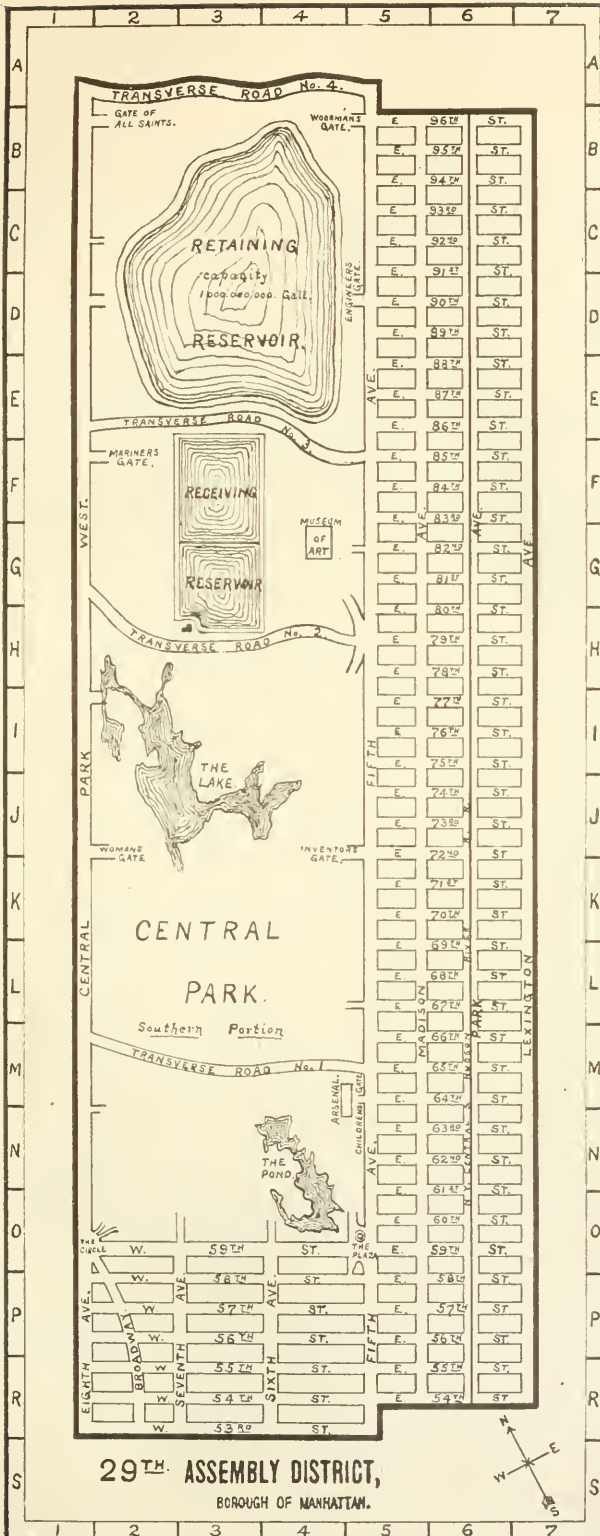 1 2 3 4 5 6 7
A
B
C
D
E
F
G
H
I
J
K
L
M
N
O
P
R
S
A
B
C
D
E
F
G
H
I
J
K
L
M
N
O
P
R
S
TRANSVERSE ROAD No. 4.
GATE OF
ALL SAINTS.
WOORMANS
GATE.
E 96TH ST.
E. 95TH ST.
E. 94TH ST.
E. 93RD ST.
E. 92ND ST.
E. 91ST ST.
E. 90TH ST.
E. 89TH ST.
E. 88TH ST.
E. 87TH ST.
E. 86TH ST.
E. 85TH ST.
E. 84TH ST.
E. 83RD ST.
E. 82ND ST.
E. 81ST ST.
E. 80TH ST.
E 79TH ST.
E 78TH ST.
E 77TH ST.
E 76TH ST.
E 75TH ST.
E 74TH ST.
E. 73RD ST.
E 72ND ST.
E. 71ST ST.
E. 70TH ST
E. 69TH ST.
E. 68TH ST
E. 67TH ST.
E. 66TH ST.
E. 65TH ST.
E. 64TH ST.
E. 63RD ST.
E. 62ND ST.
E. 61ST ST.
E. 60TH ST.
E. 59TH ST.
E. 58TH ST.
E. 57TH ST
E. 56TH ST.
E. 55TH ST.
E 54TH ST
RETAINING
capacity
1 000.000,000. Gall.
RESERVOIR.
ENGINEERS
GATE.
TRANSVERSE ROAD No. 3.
MARINERS
GATE.
RECEIVING
RESERVOIR
MUSEUM
OF
ART
TRANSVERSE ROAD No. 2.
THE
LAKE.
WOMANS
GATE
INVENTORS
GATE.
CENTRAL
PARK.
Southern Portion
TRANSVERSE ROAD No. 1
ARSENAL.
CHILDRENS GATE
THE
POND.
THE
CIRCLE
THE
PLAZA
CENTRAL PARK WEST.
FIFTH AVE.
FIFTH AVE.
MADISON AVE.
PARK AVE.
LEXINGTON AVE.
N.Y. CENTRAL & HUDSON RIVER R. R.
W. 59TH ST.
W. 58TH ST.
W. 57TH ST.
W. 56TH ST.
W 55TH ST.
W. 54TH ST.
W. 53RD ST.
EIGHTH AVE.
BROADWAY.
SEVENTH AVE.
SIXTH AVE.
N
E
W
S
29TH. ASSEMBLY DISTRICT,
BOROUGH OF MANHATTAN.
1 2 3 4 5 6 7